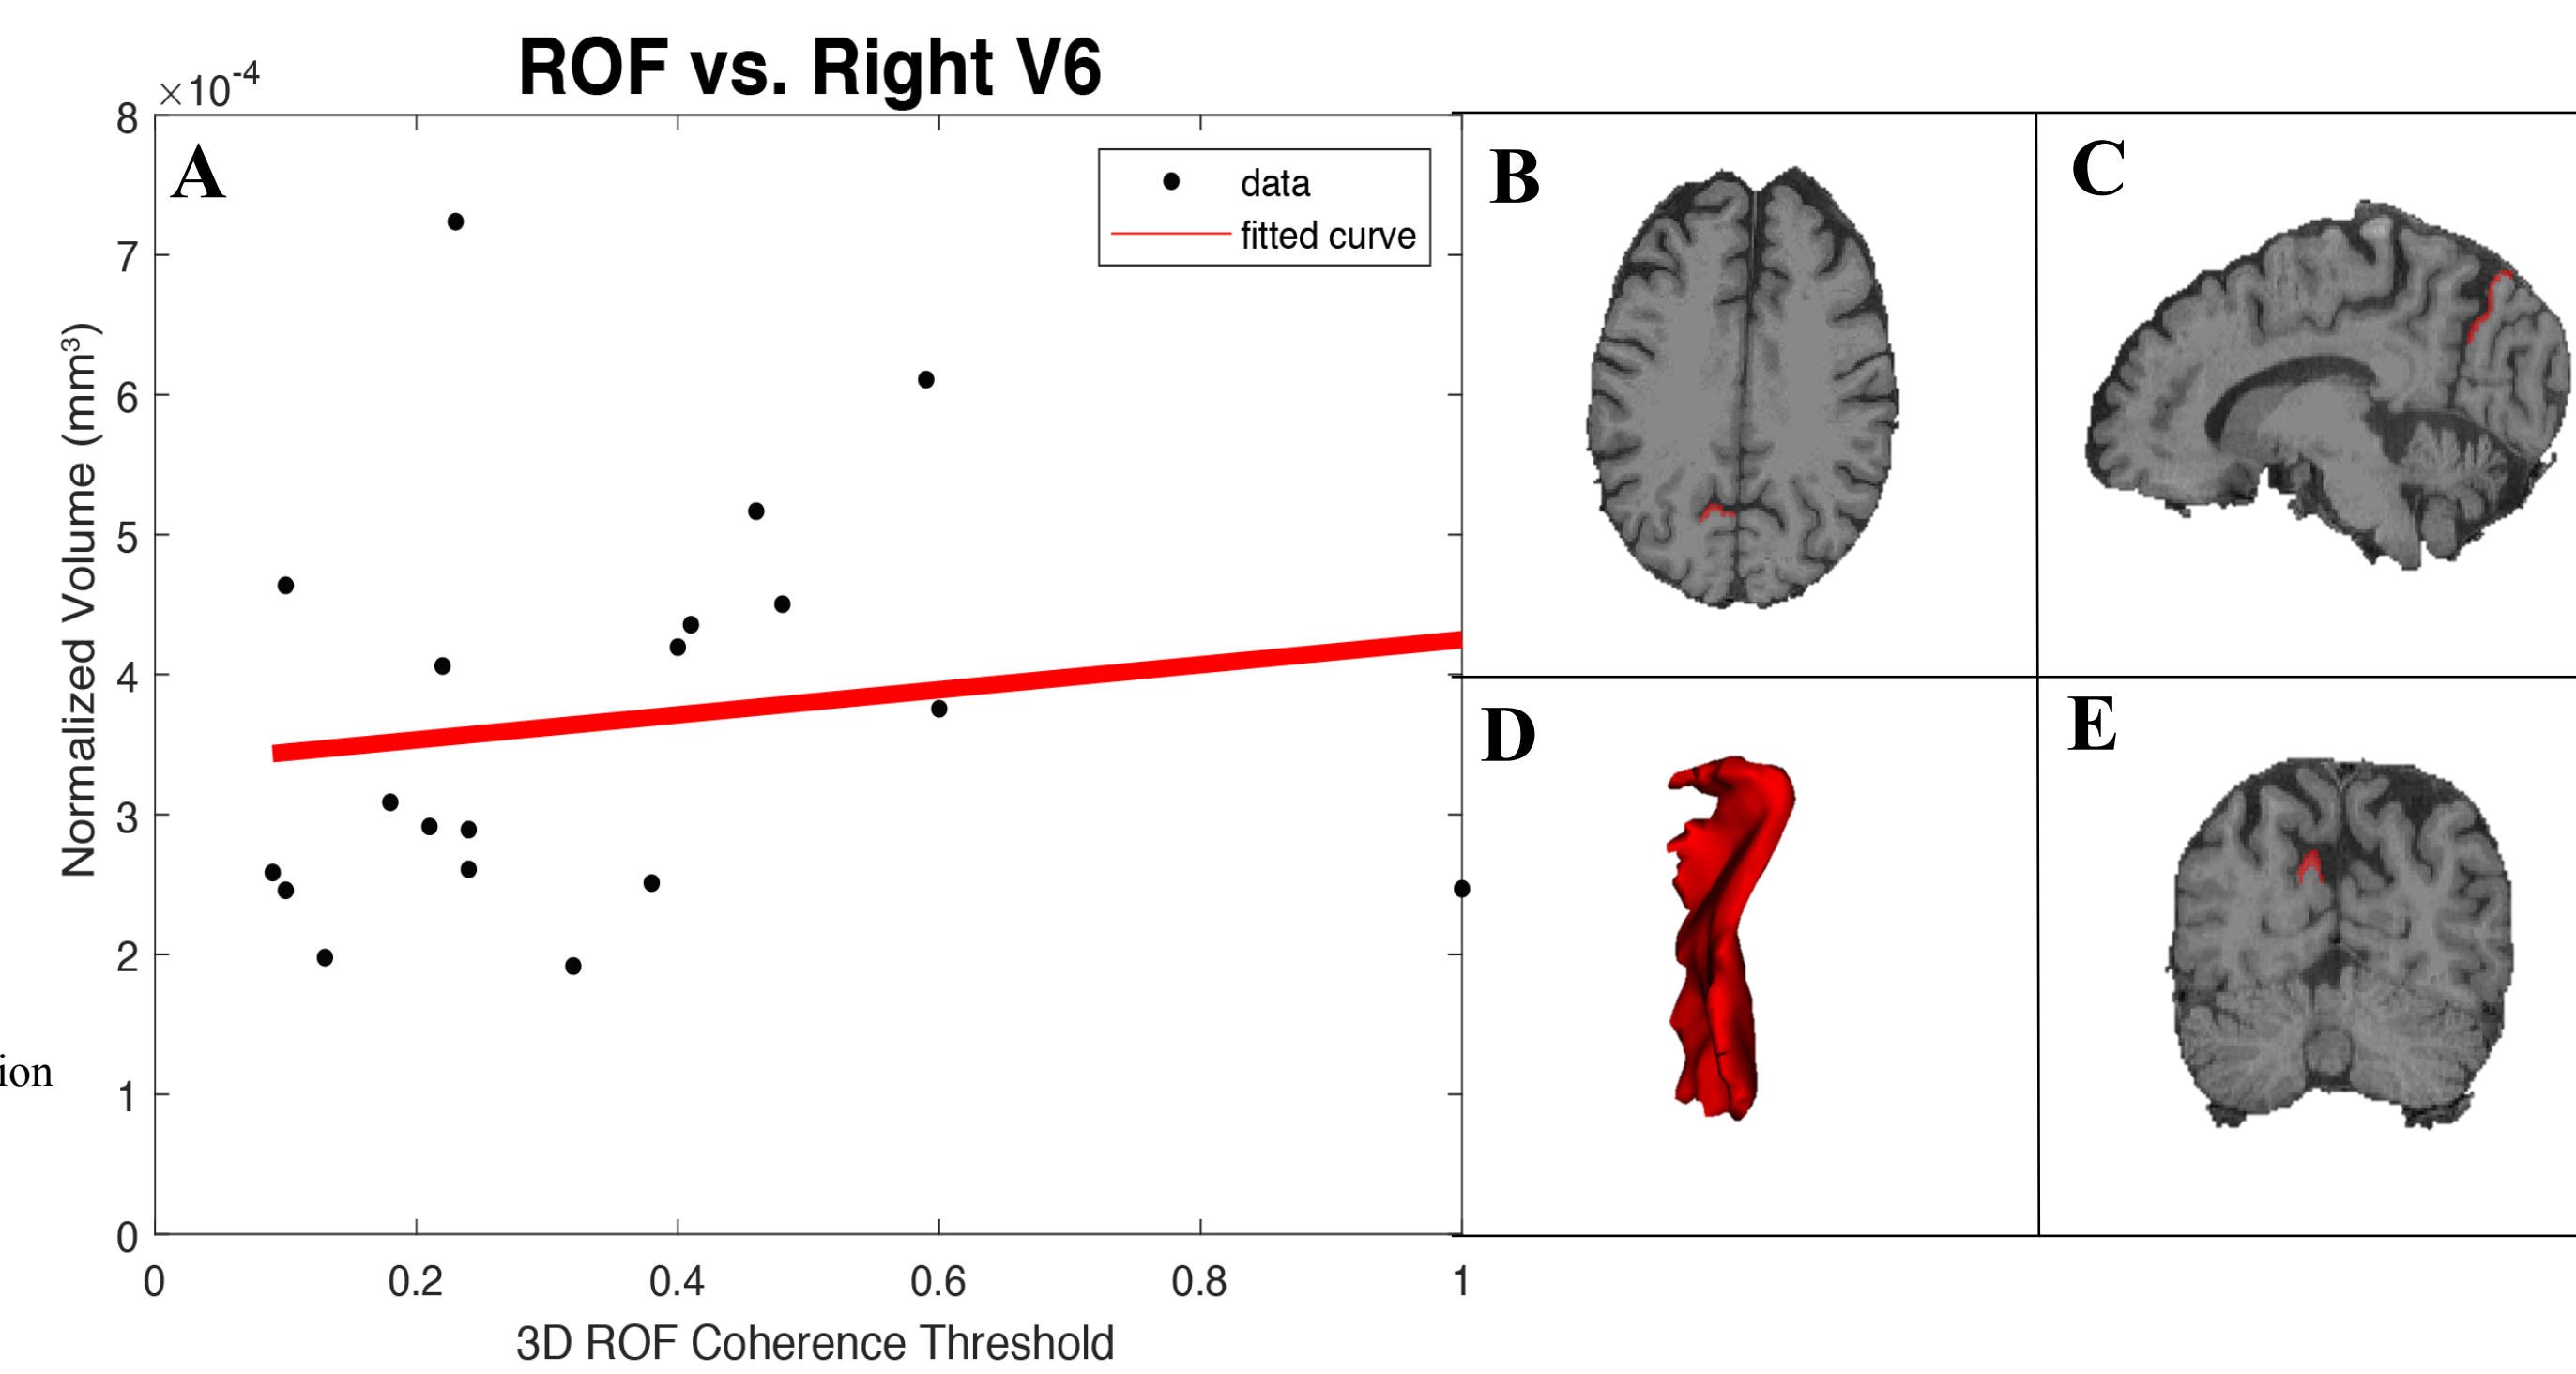 ROF vs. Right V6
×10⁻⁴
8
7
6
5
4
3
2
1
0
Normalized Volume (mm³)
A
data
fitted curve
0 0.2 0.4 0.6 0.8 1
3D ROF Coherence Threshold
B
C
D
E
ion